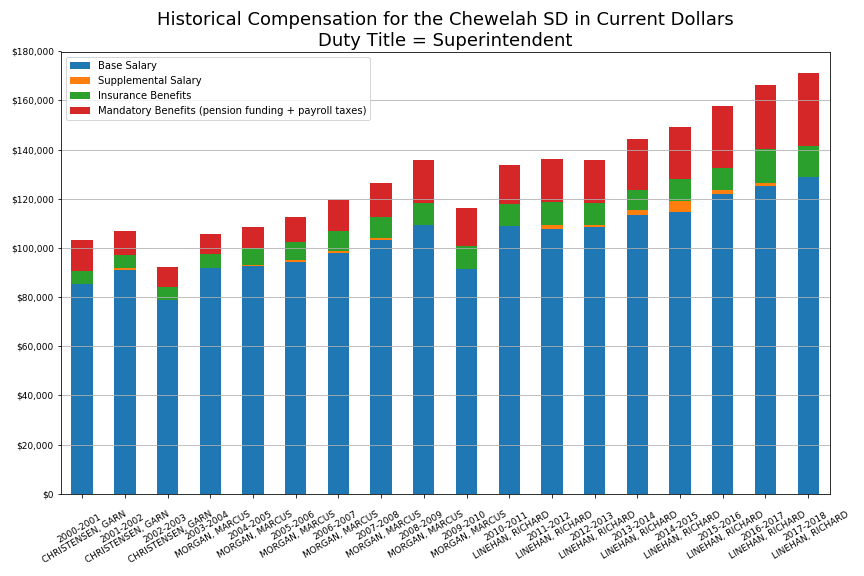 Historical Compensation for the Chewelah SD in Current Dollars
Duty Title = Superintendent
$180,000
$160,000
$140,000
$120,000
$100,000
$80,000
$60,000
$40,000
$20,000
$0
Base Salary
Supplemental Salary
Insurance Benefits
Mandatory Benefits (pension funding + payroll taxes)
2000-2001
CHRISTENSEN, GARN
2001-2002
CHRISTENSEN, GARN
2002-2003
CHRISTENSEN, GARN
2003-2004
MORGAN, MARCUS
2004-2005
MORGAN, MARCUS
2005-2006
MORGAN, MARCUS
2006-2007
MORGAN, MARCUS
2007-2008
MORGAN, MARCUS
2008-2009
MORGAN, MARCUS
2009-2010
MORGAN, MARCUS
2010-2011
LINEHAN, RICHARD
2011-2012
LINEHAN, RICHARD
2012-2013
LINEHAN, RICHARD
2013-2014
LINEHAN, RICHARD
2014-2015
LINEHAN, RICHARD
2015-2016
LINEHAN, RICHARD
2016-2017
LINEHAN, RICHARD
2017-2018
LINEHAN, RICHARD